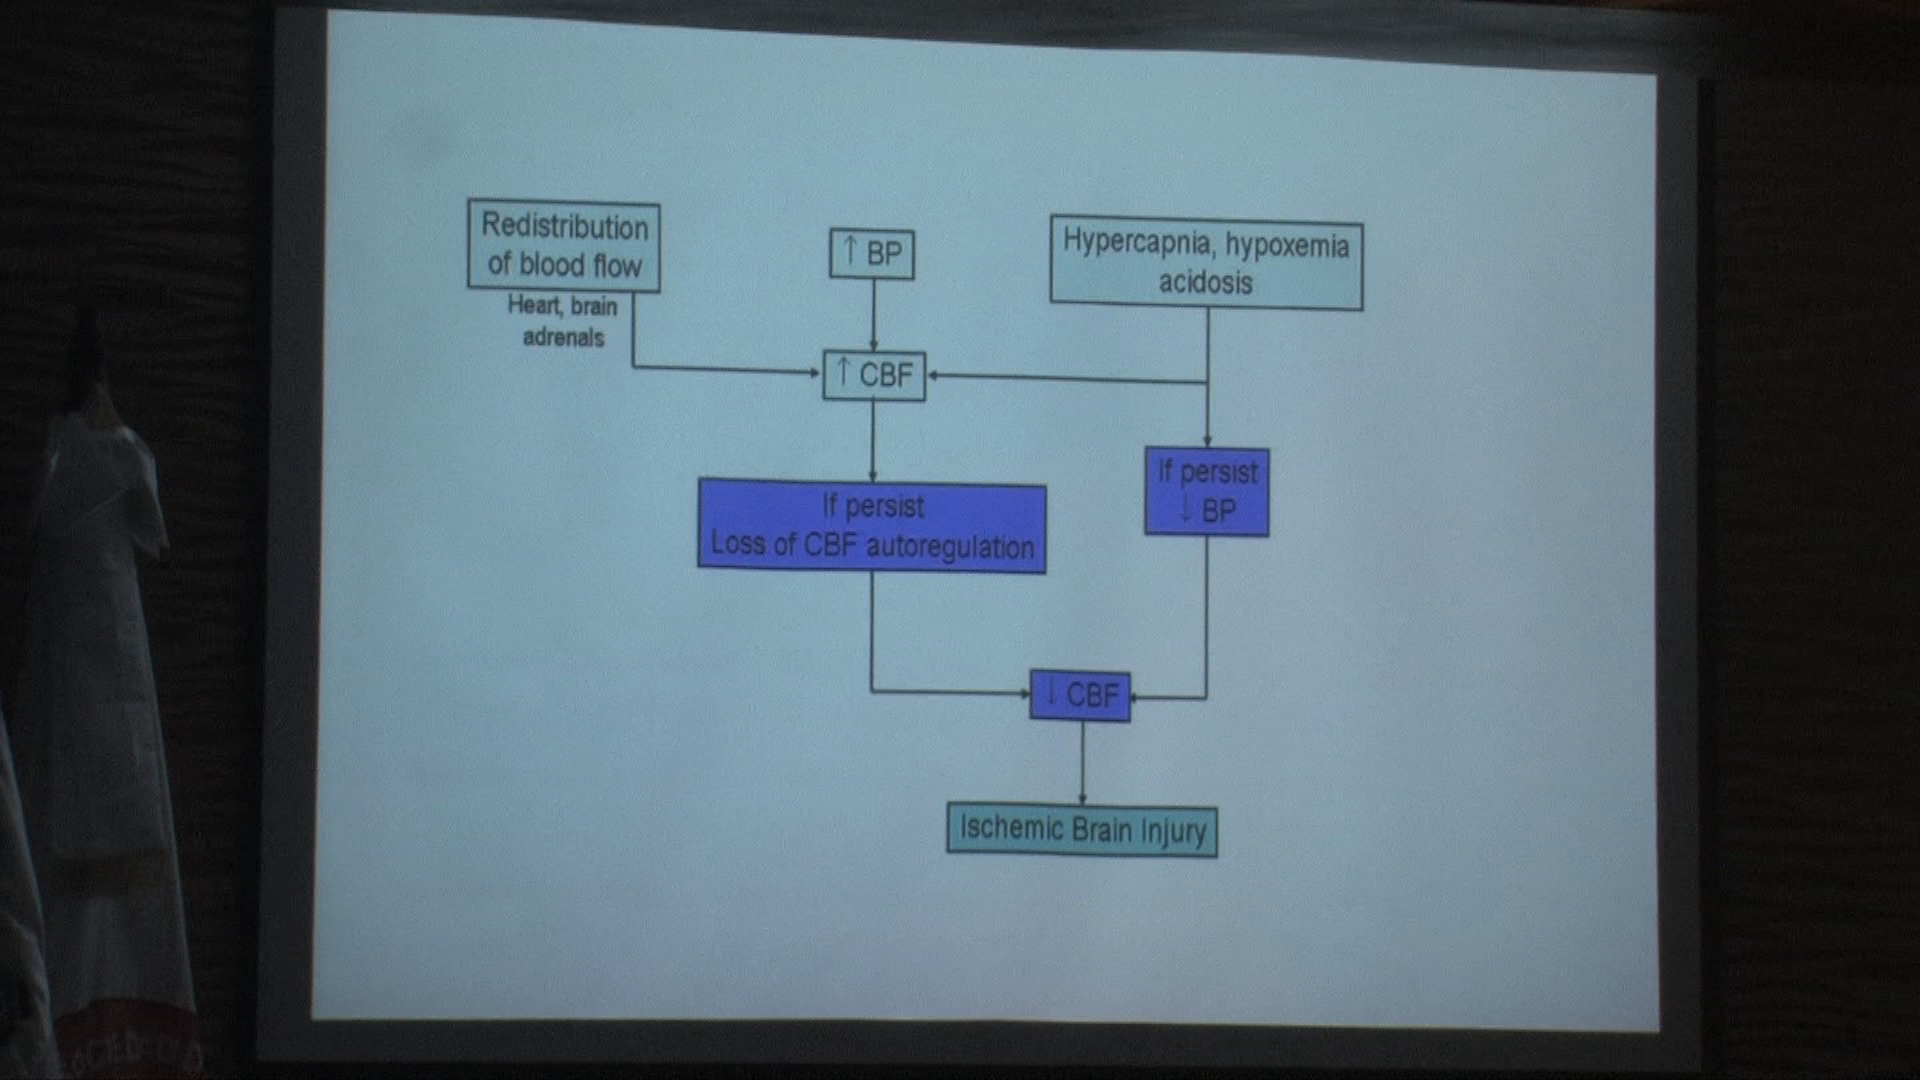 Redistribution
of blood flow
Heart, brain
adrenals
↑ BP
Hypercapnia, hypoxemia
acidosis
↑ CBF
If persist
↓ BP
If persist
Loss of CBF autoregulation
↓ CBF
Ischemic Brain Injury